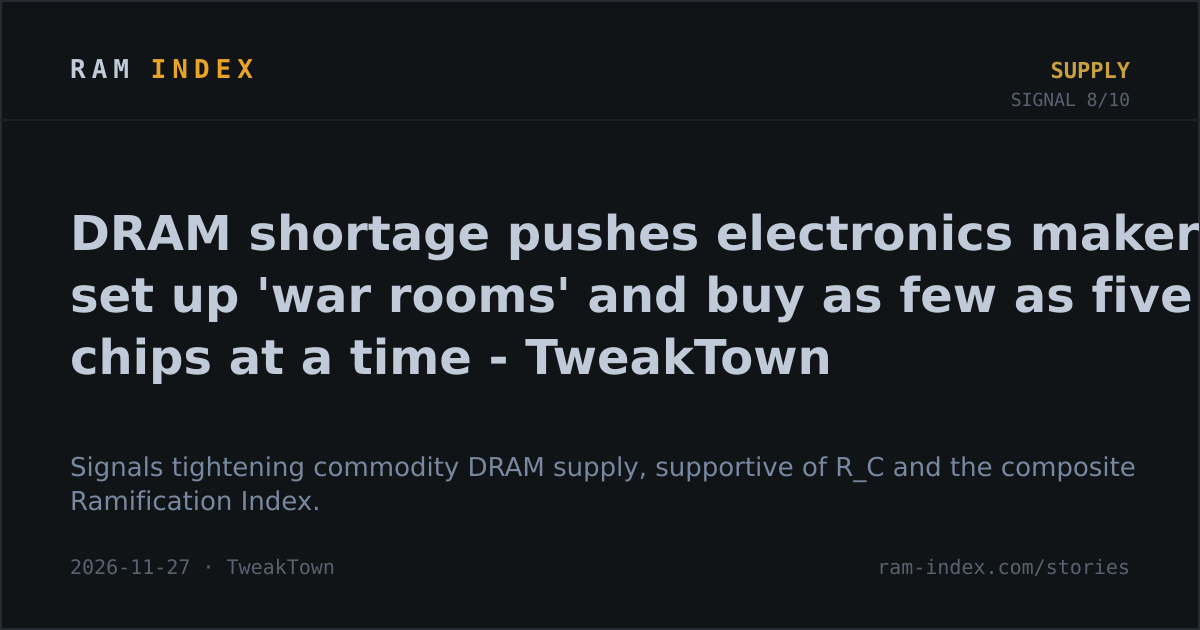 RAM INDEX
SUPPLY
SIGNAL 8/10
DRAM shortage pushes electronics maker
set up 'war rooms' and buy as few as five
chips at a time - TweakTown
Signals tightening commodity DRAM supply, supportive of R_C and the composite
Ramification Index.
2026-11-27 · TweakTown
ram-index.com/stories